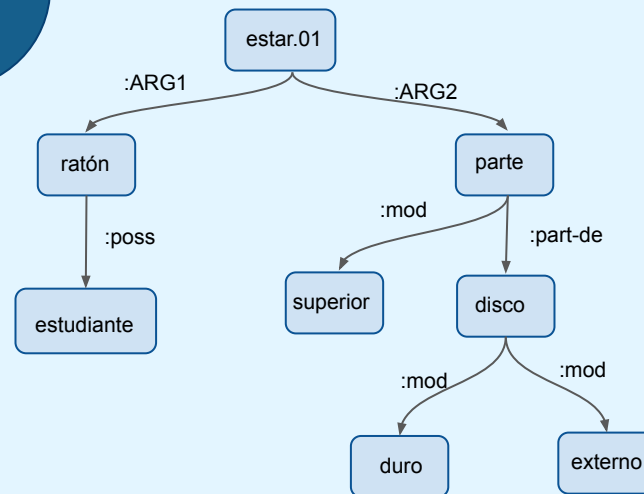 estar.01
:ARG1
:ARG2
ratón
parte
:mod
:poss
:part-de
superior
disco
estudiante
:mod
:mod
duro
externo